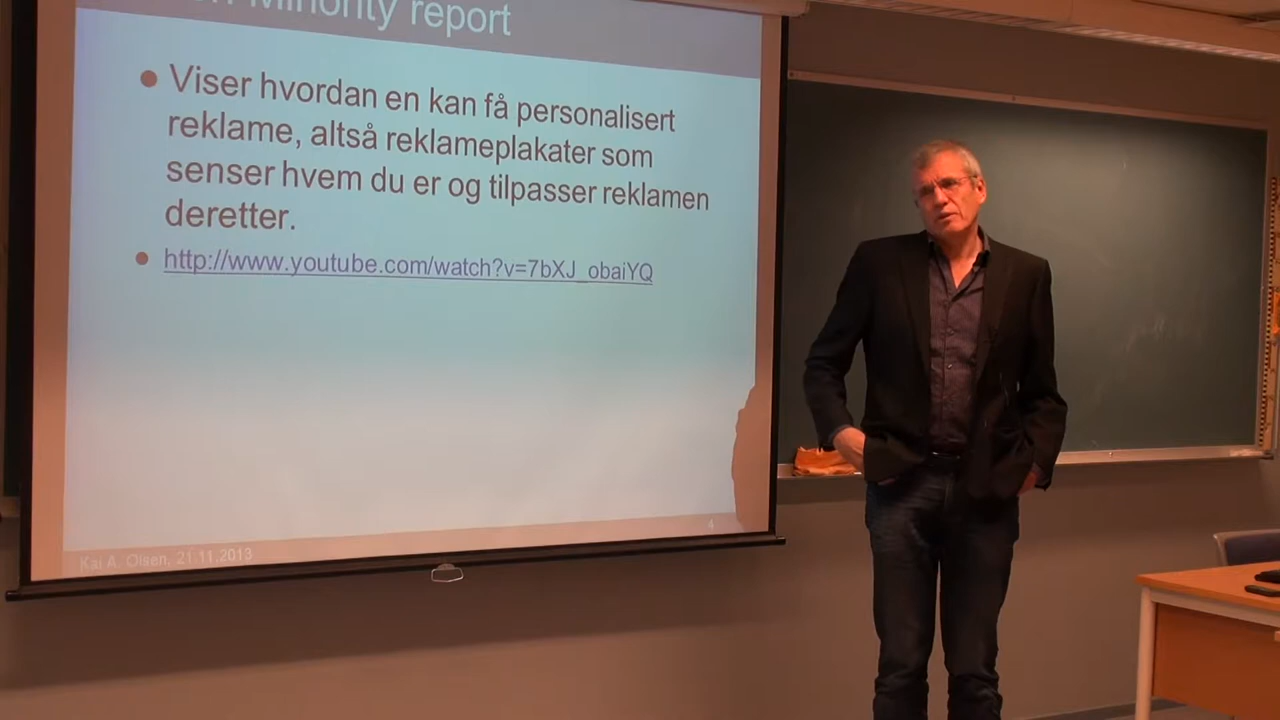 Minority report
• Viser hvordan en kan få personalisert
reklame, altså reklameplakater som
senser hvem du er og tilpasser reklamen
deretter.
• http://www.youtube.com/watch?v=7bXJ_obaiYQ
4
Kai A. Olsen, 21.11.2013